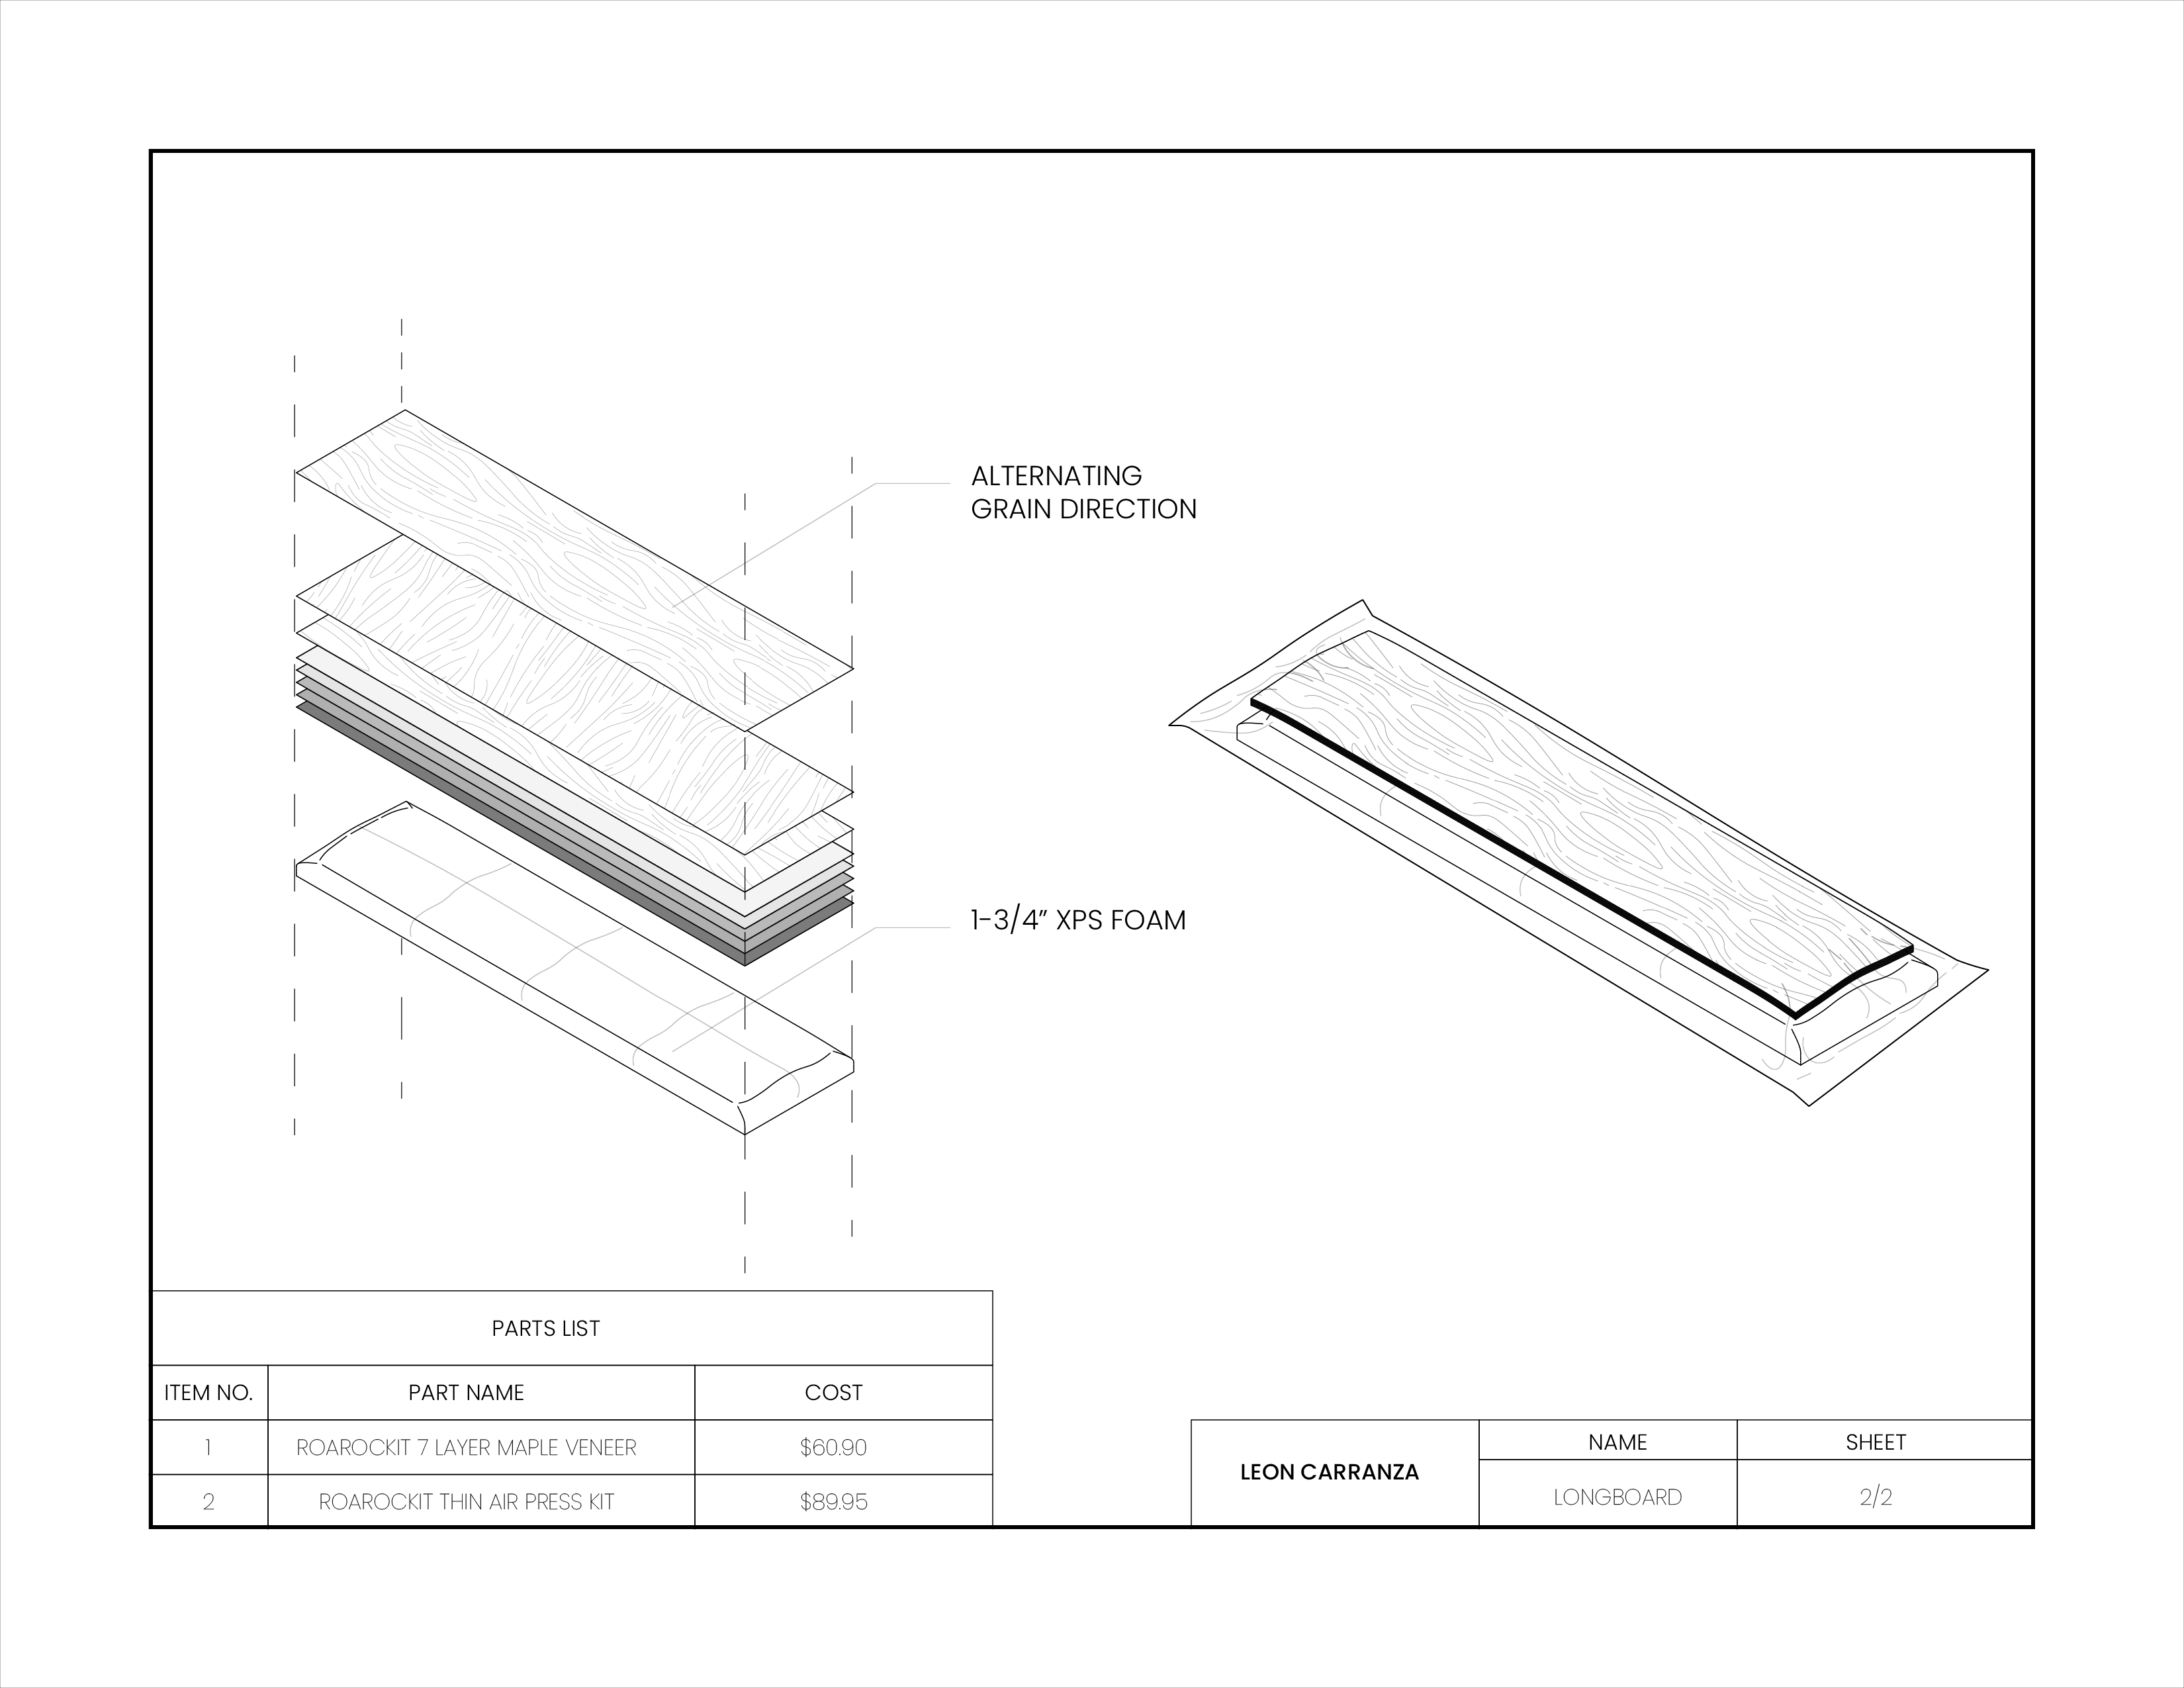 ALTERNATING
GRAIN DIRECTION
1-3/4” XPS FOAM
PARTS LIST
ITEM NO. PART NAME COST
1 ROAROCKIT 7 LAYER MAPLE VENEER $60.90
2 ROAROCKIT THIN AIR PRESS KIT $89.95
LEON CARRANZA
NAME SHEET
LONGBOARD 2/2